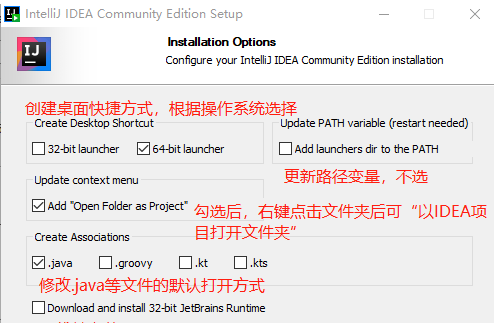 IntelliJ IDEA Community Edition Setup
IJ
Installation Options
Configure your IntelliJ IDEA Community Edition installation
创建桌面快捷方式，根据操作系统选择
Create Desktop Shortcut
32-bit launcher
64-bit launcher
Update PATH variable (restart needed)
Add launchers dir to the PATH
更新路径变量，不选
Update context menu
Add "Open Folder as Project"
勾选后，右键点击文件夹后可“以IDEA项
目打开文件夹”
Create Associations
.java
.groovy
.kt
.kts
修改.java等文件的默认打开方式
Download and install 32-bit JetBrains Runtime